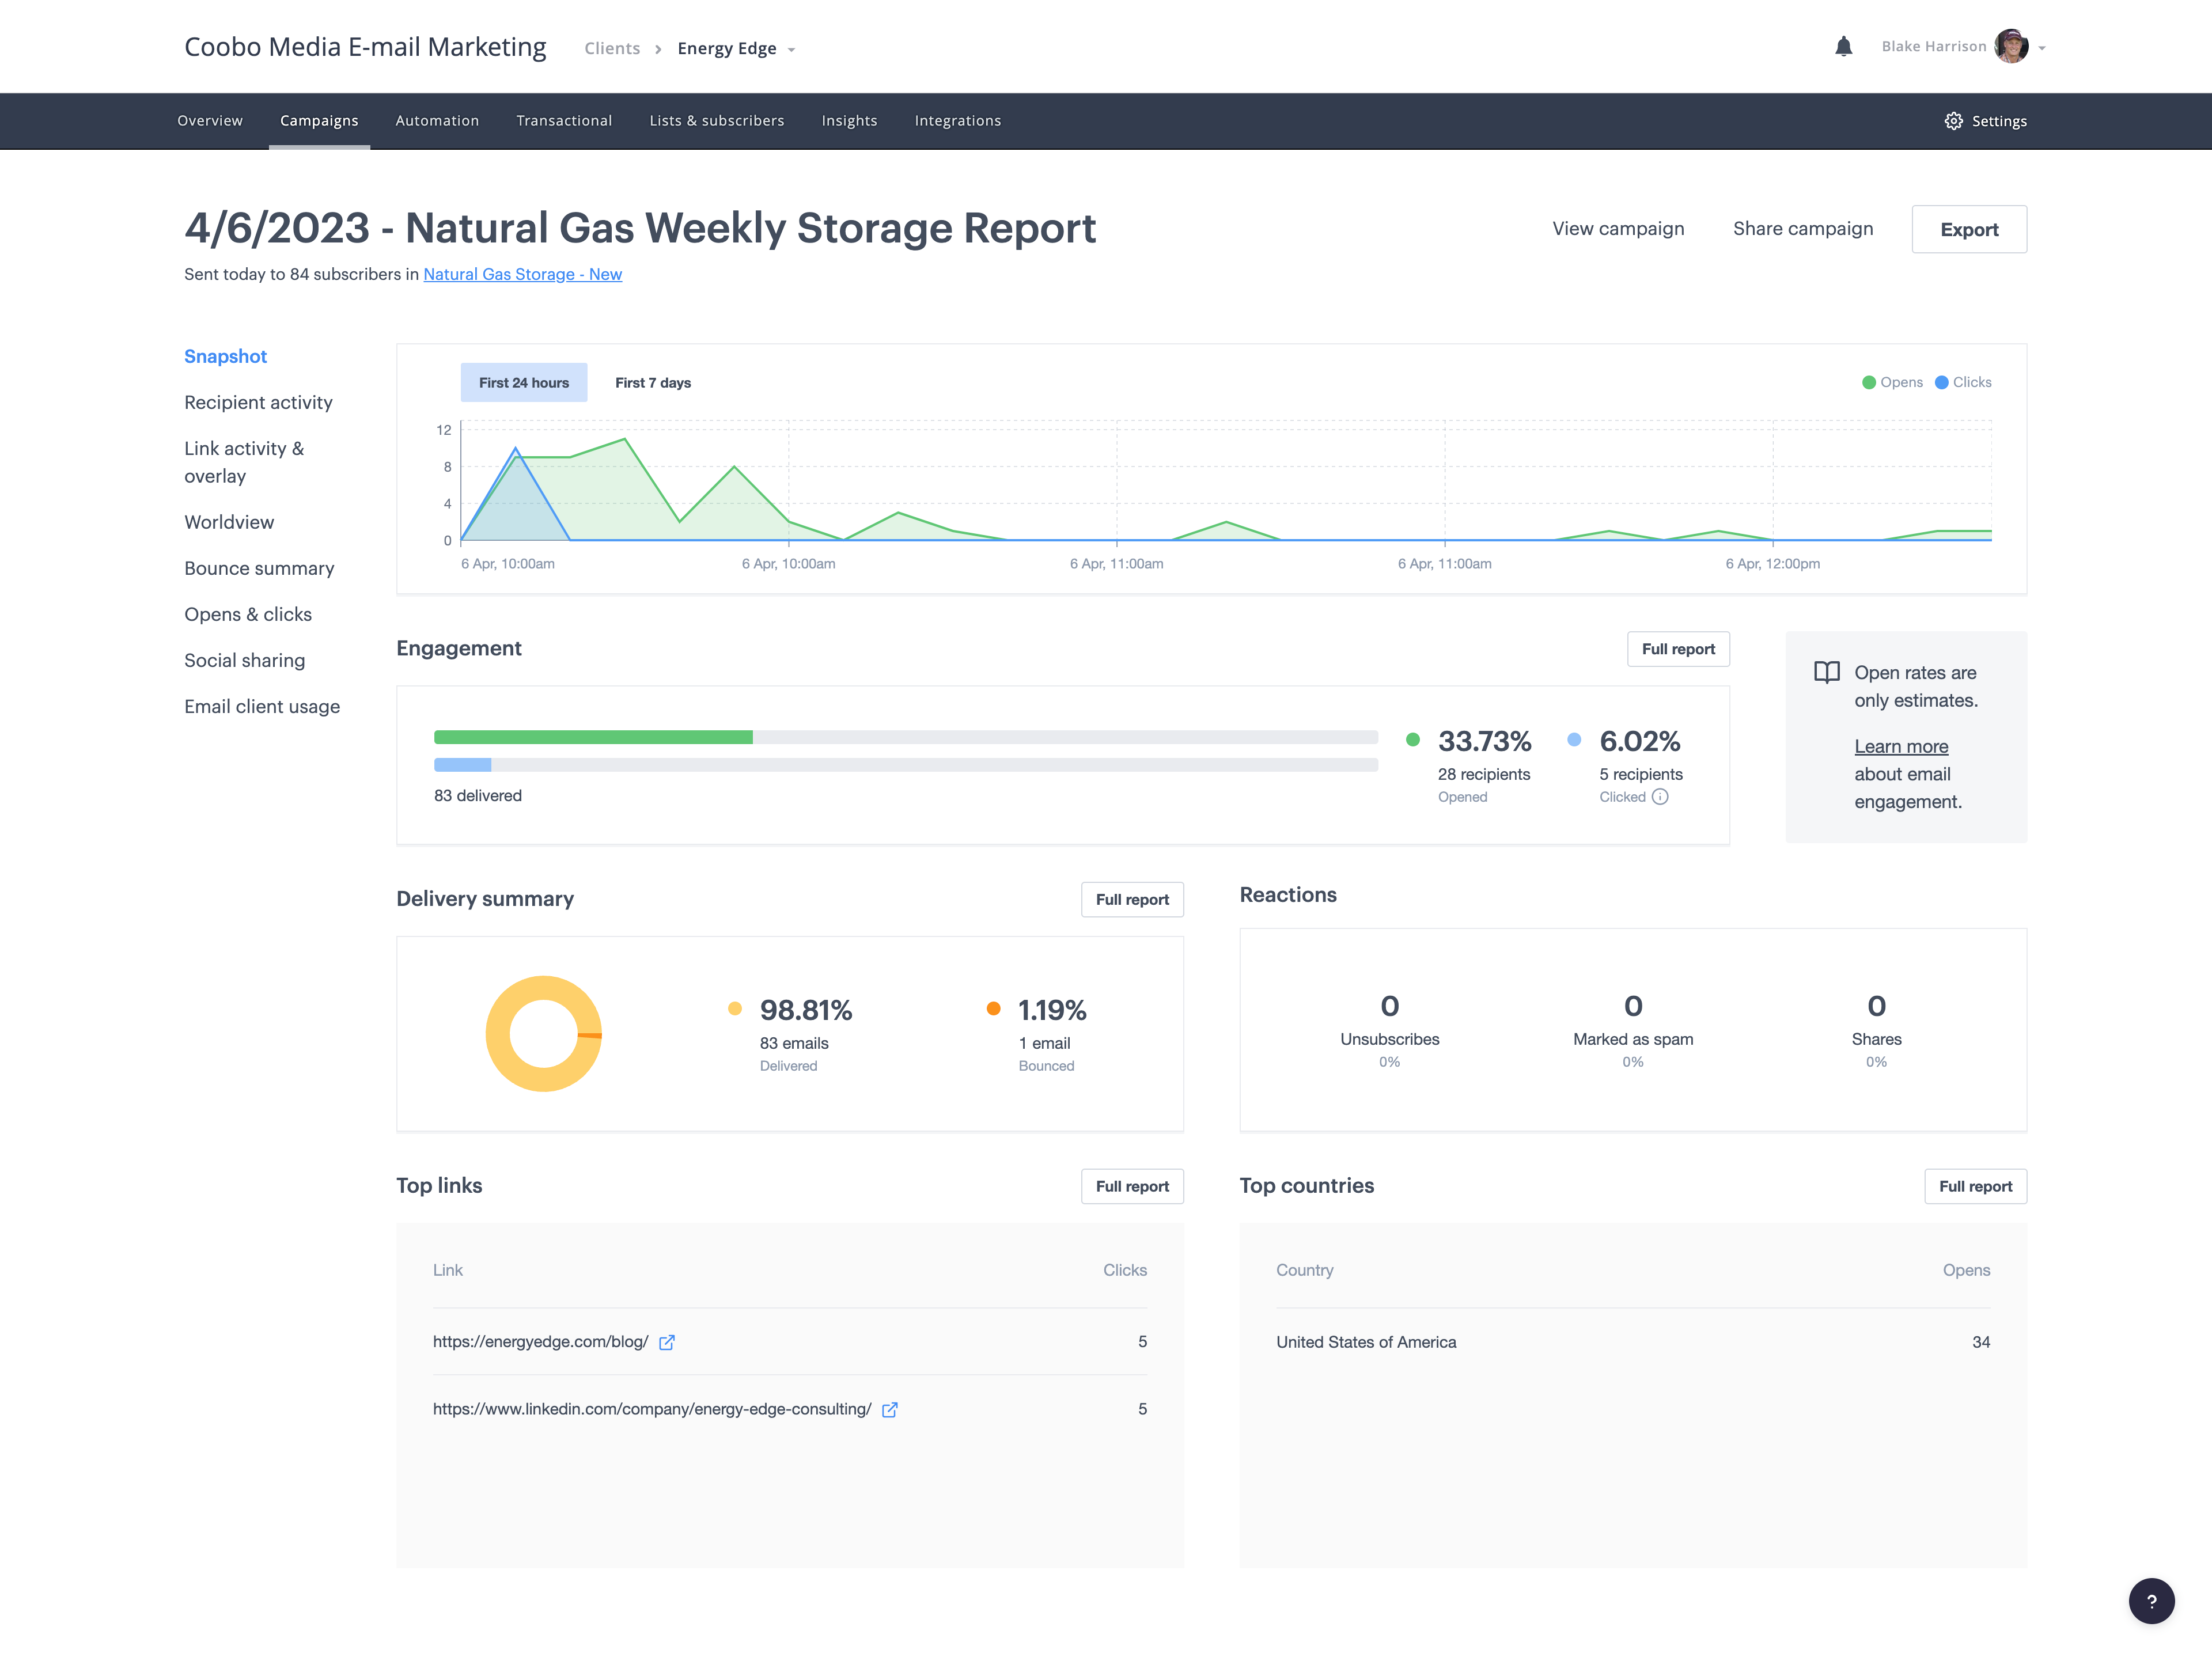 Coobo Media E-mail Marketing
Clients > Energy Edge
Blake Harrison
Overview Campaigns Automation Transactional Lists & subscribers Insights Integrations Settings
4/6/2023 - Natural Gas Weekly Storage Report
View campaign Share campaign Export
Sent today to 84 subscribers in Natural Gas Storage - New
Snapshot
Recipient activity
Link activity &
overlay
Worldview
Bounce summary
Opens & clicks
Social sharing
Email client usage
First 24 hours First 7 days
Opens Clicks
12
8
4
0
6 Apr, 10:00am 6 Apr, 10:00am 6 Apr, 11:00am 6 Apr, 11:00am 6 Apr, 12:00pm
Engagement
Full report
33.73% 6.02%
28 recipients 5 recipients
Opened Clicked i
83 delivered
Open rates are
only estimates.
Learn more
about email
engagement.
Delivery summary
Full report
98.81% 1.19%
83 emails 1 email
Delivered Bounced
Reactions
0 0 0
Unsubscribes Marked as spam Shares
0% 0% 0%
Top links
Full report
Link Clicks
https://energyedge.com/blog/ 5
https://www.linkedin.com/company/energy-edge-consulting/ 5
Top countries
Full report
Country Opens
United States of America 34
?